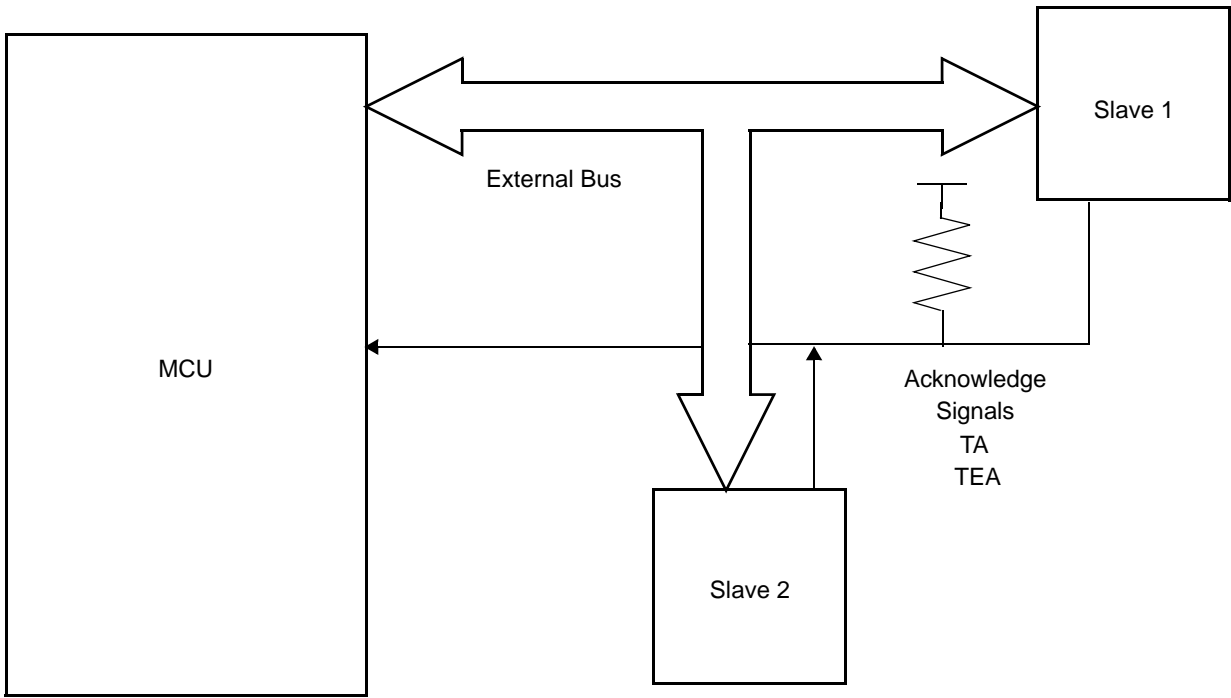 Slave 1
External Bus
MCU
Acknowledge
Signals
TA
TEA
Slave 2